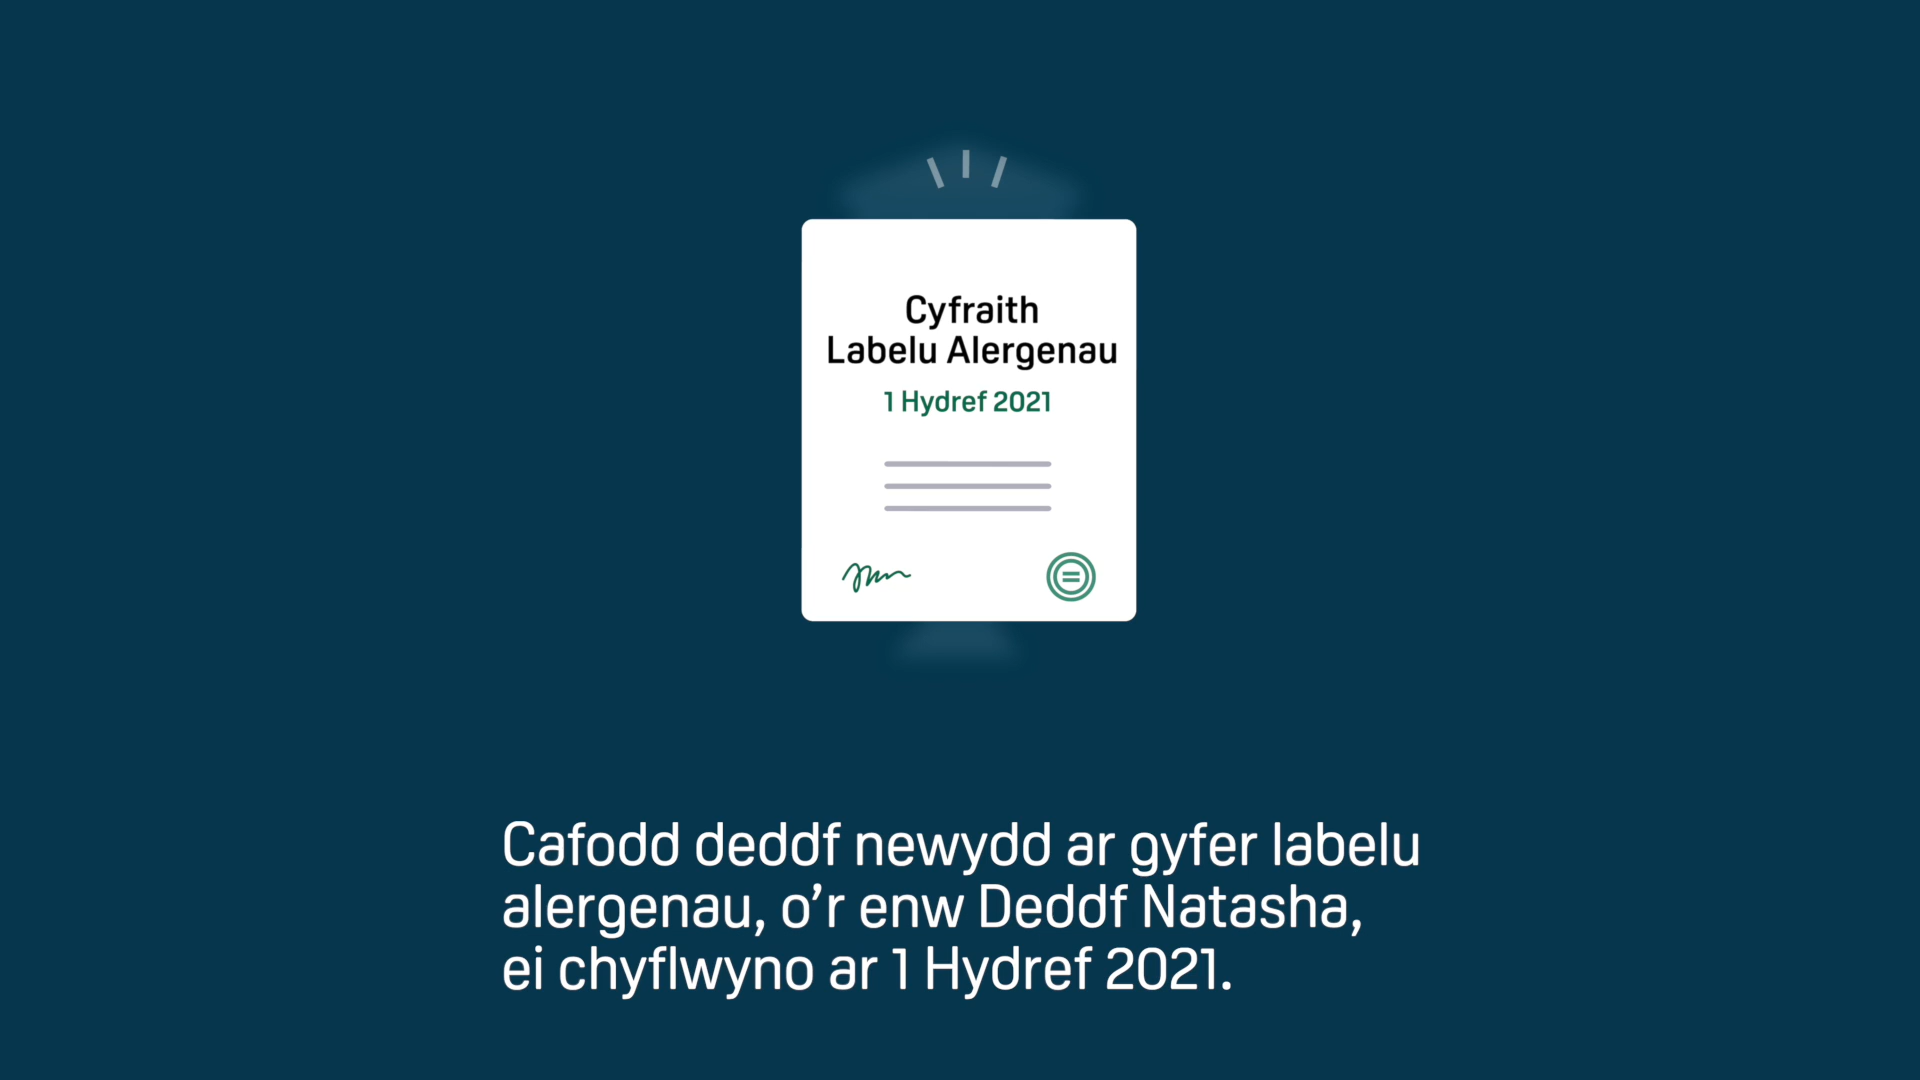 Cyfraith
Labelu Alergenau
1 Hydref 2021
Cafodd deddf newydd ar gyfer labelu
alergenau, o’r enw Deddf Natasha,
ei chyflwyno ar 1 Hydref 2021.